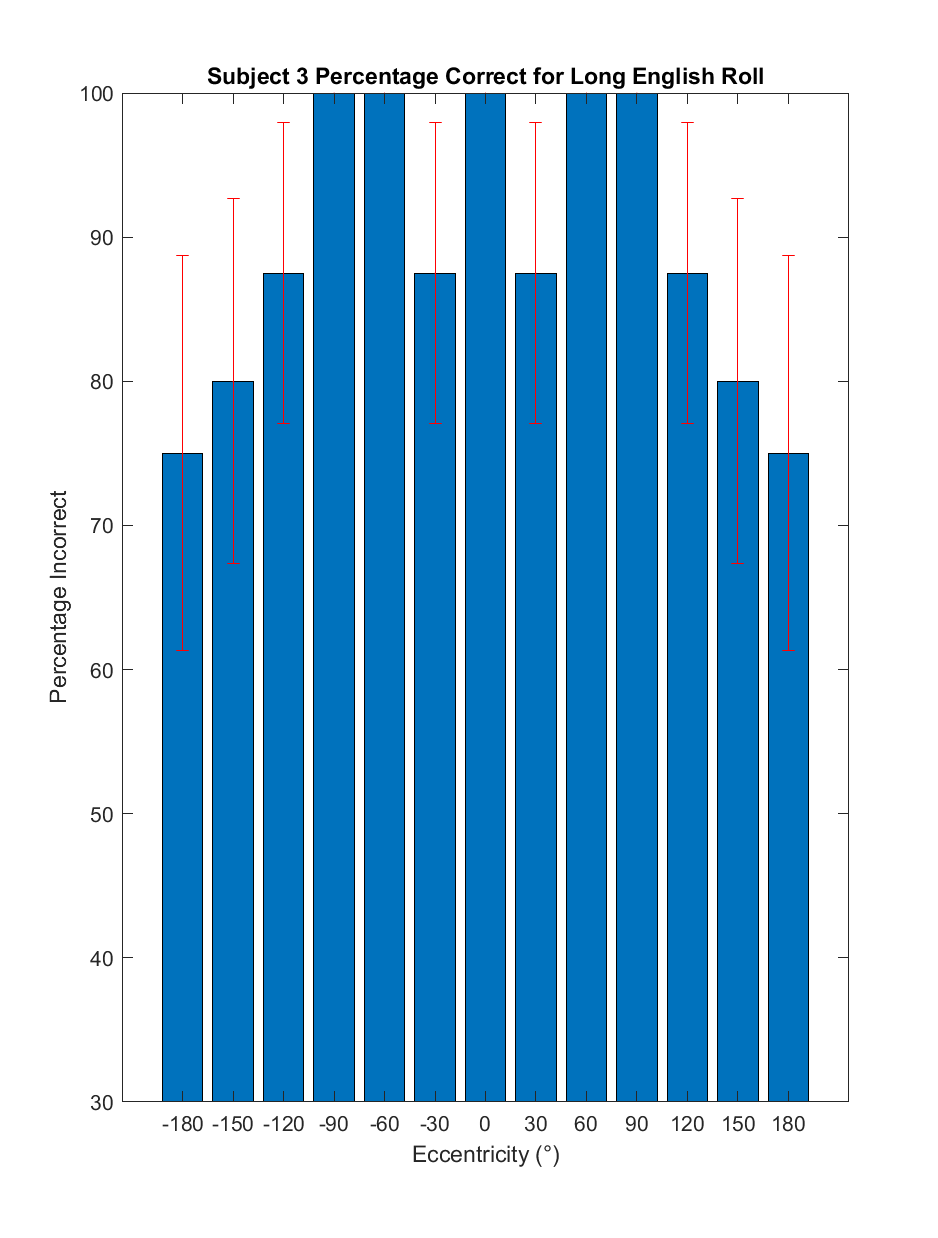 Subject 3 Percentage Correct for Long English Roll
100
90
80
70
60
50
40
30
Percentage Incorrect
-180 -150 -120 -90 -60 -30 0 30 60 90 120 150 180
Eccentricity (°)